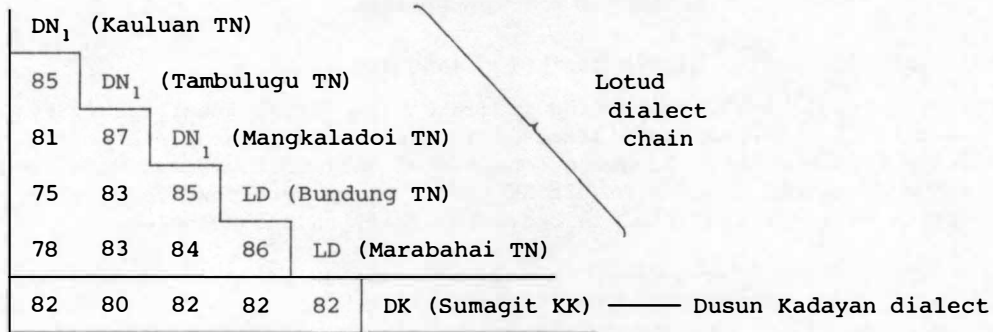 DN₁ (Kauluan TN)
85 DN₁ (Tambulugu TN) Lotud
dialect
81 87 DN₁ (Mangkaladoi TN) chain
75 83 85 LD (Bundung TN)
78 83 84 86 LD (Marabahai TN)
82 80 82 82 82 DK (Sumagit KK) Dusun Kadayan dialect